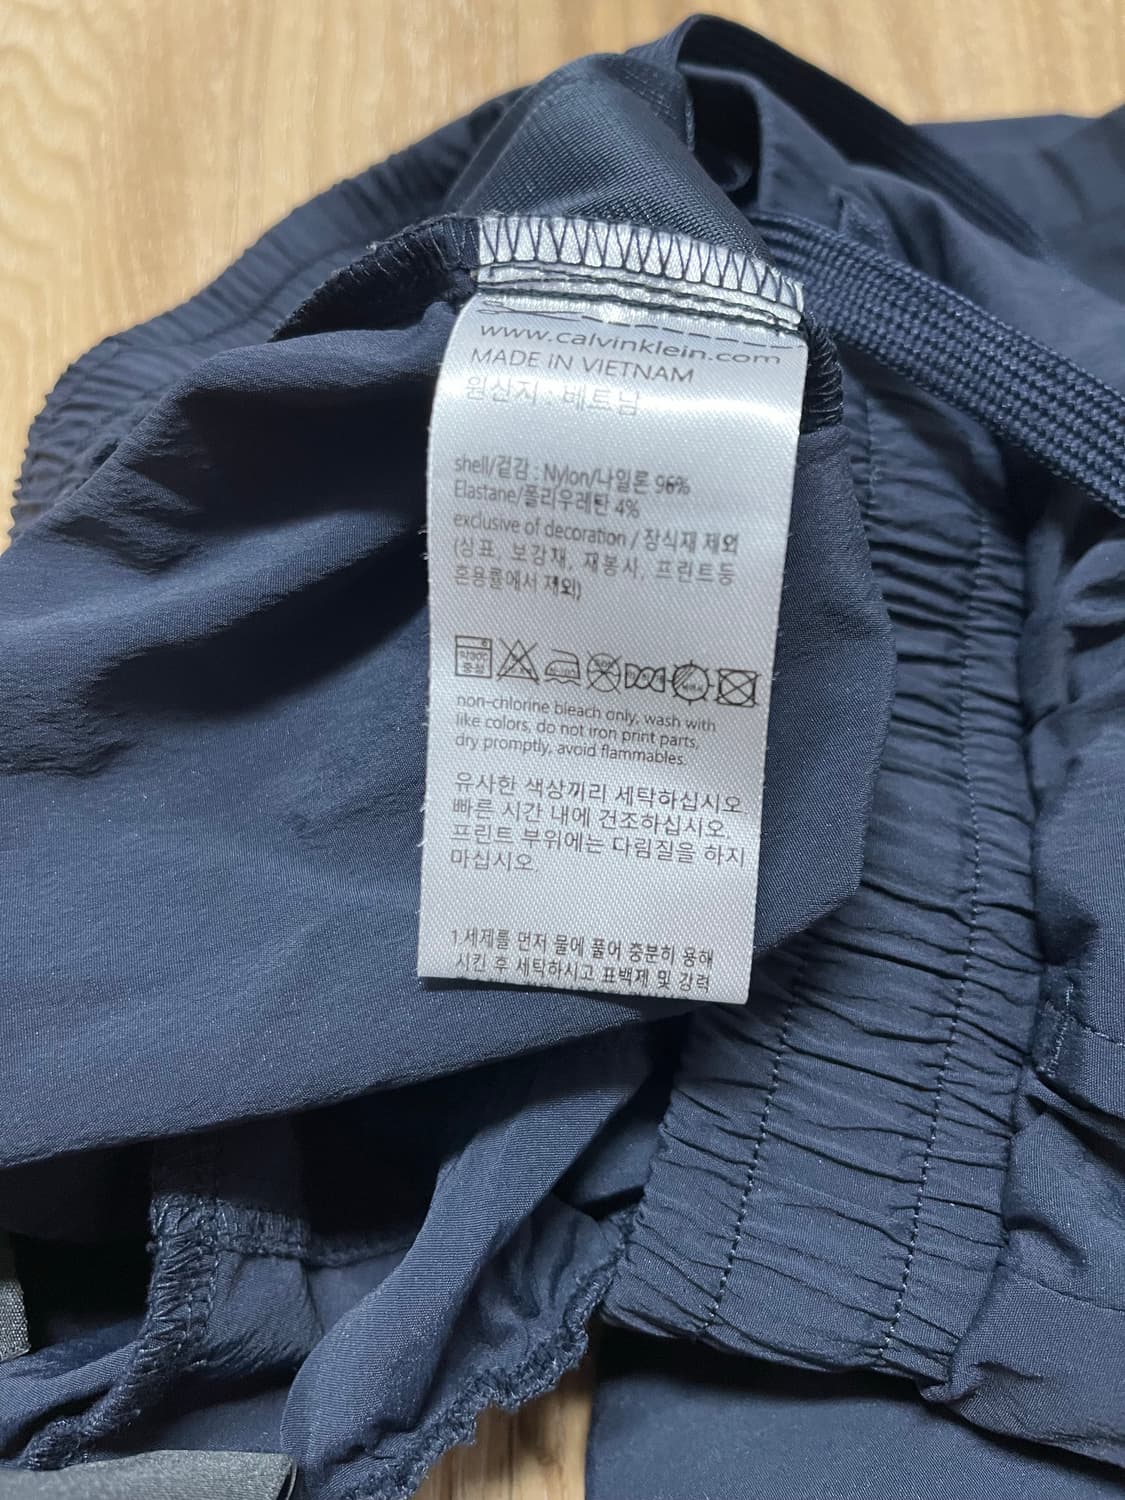 www.calvinklein.com
MADE IN VIETNAM
원산지 : 베트남
shell/겉감 : Nylon/나일론 96%
Elastane/폴리우레탄 4%
exclusive of decoration / 장식재 제외
(상표, 보강재, 재봉사, 프린트등
혼용률에서 제외)
중성
non-chlorine bleach only, wash with
like colors, do not iron print parts,
dry promptly, avoid flammables.
유사한 색상끼리 세탁하십시오.
빠른 시간 내에 건조하십시오.
프린트 부위에는 다림질을 하지
마십시오.
1.세제를 먼저 물에 풀어 충분히 용해
시킨 후 세탁하시고 표백제 및 강력